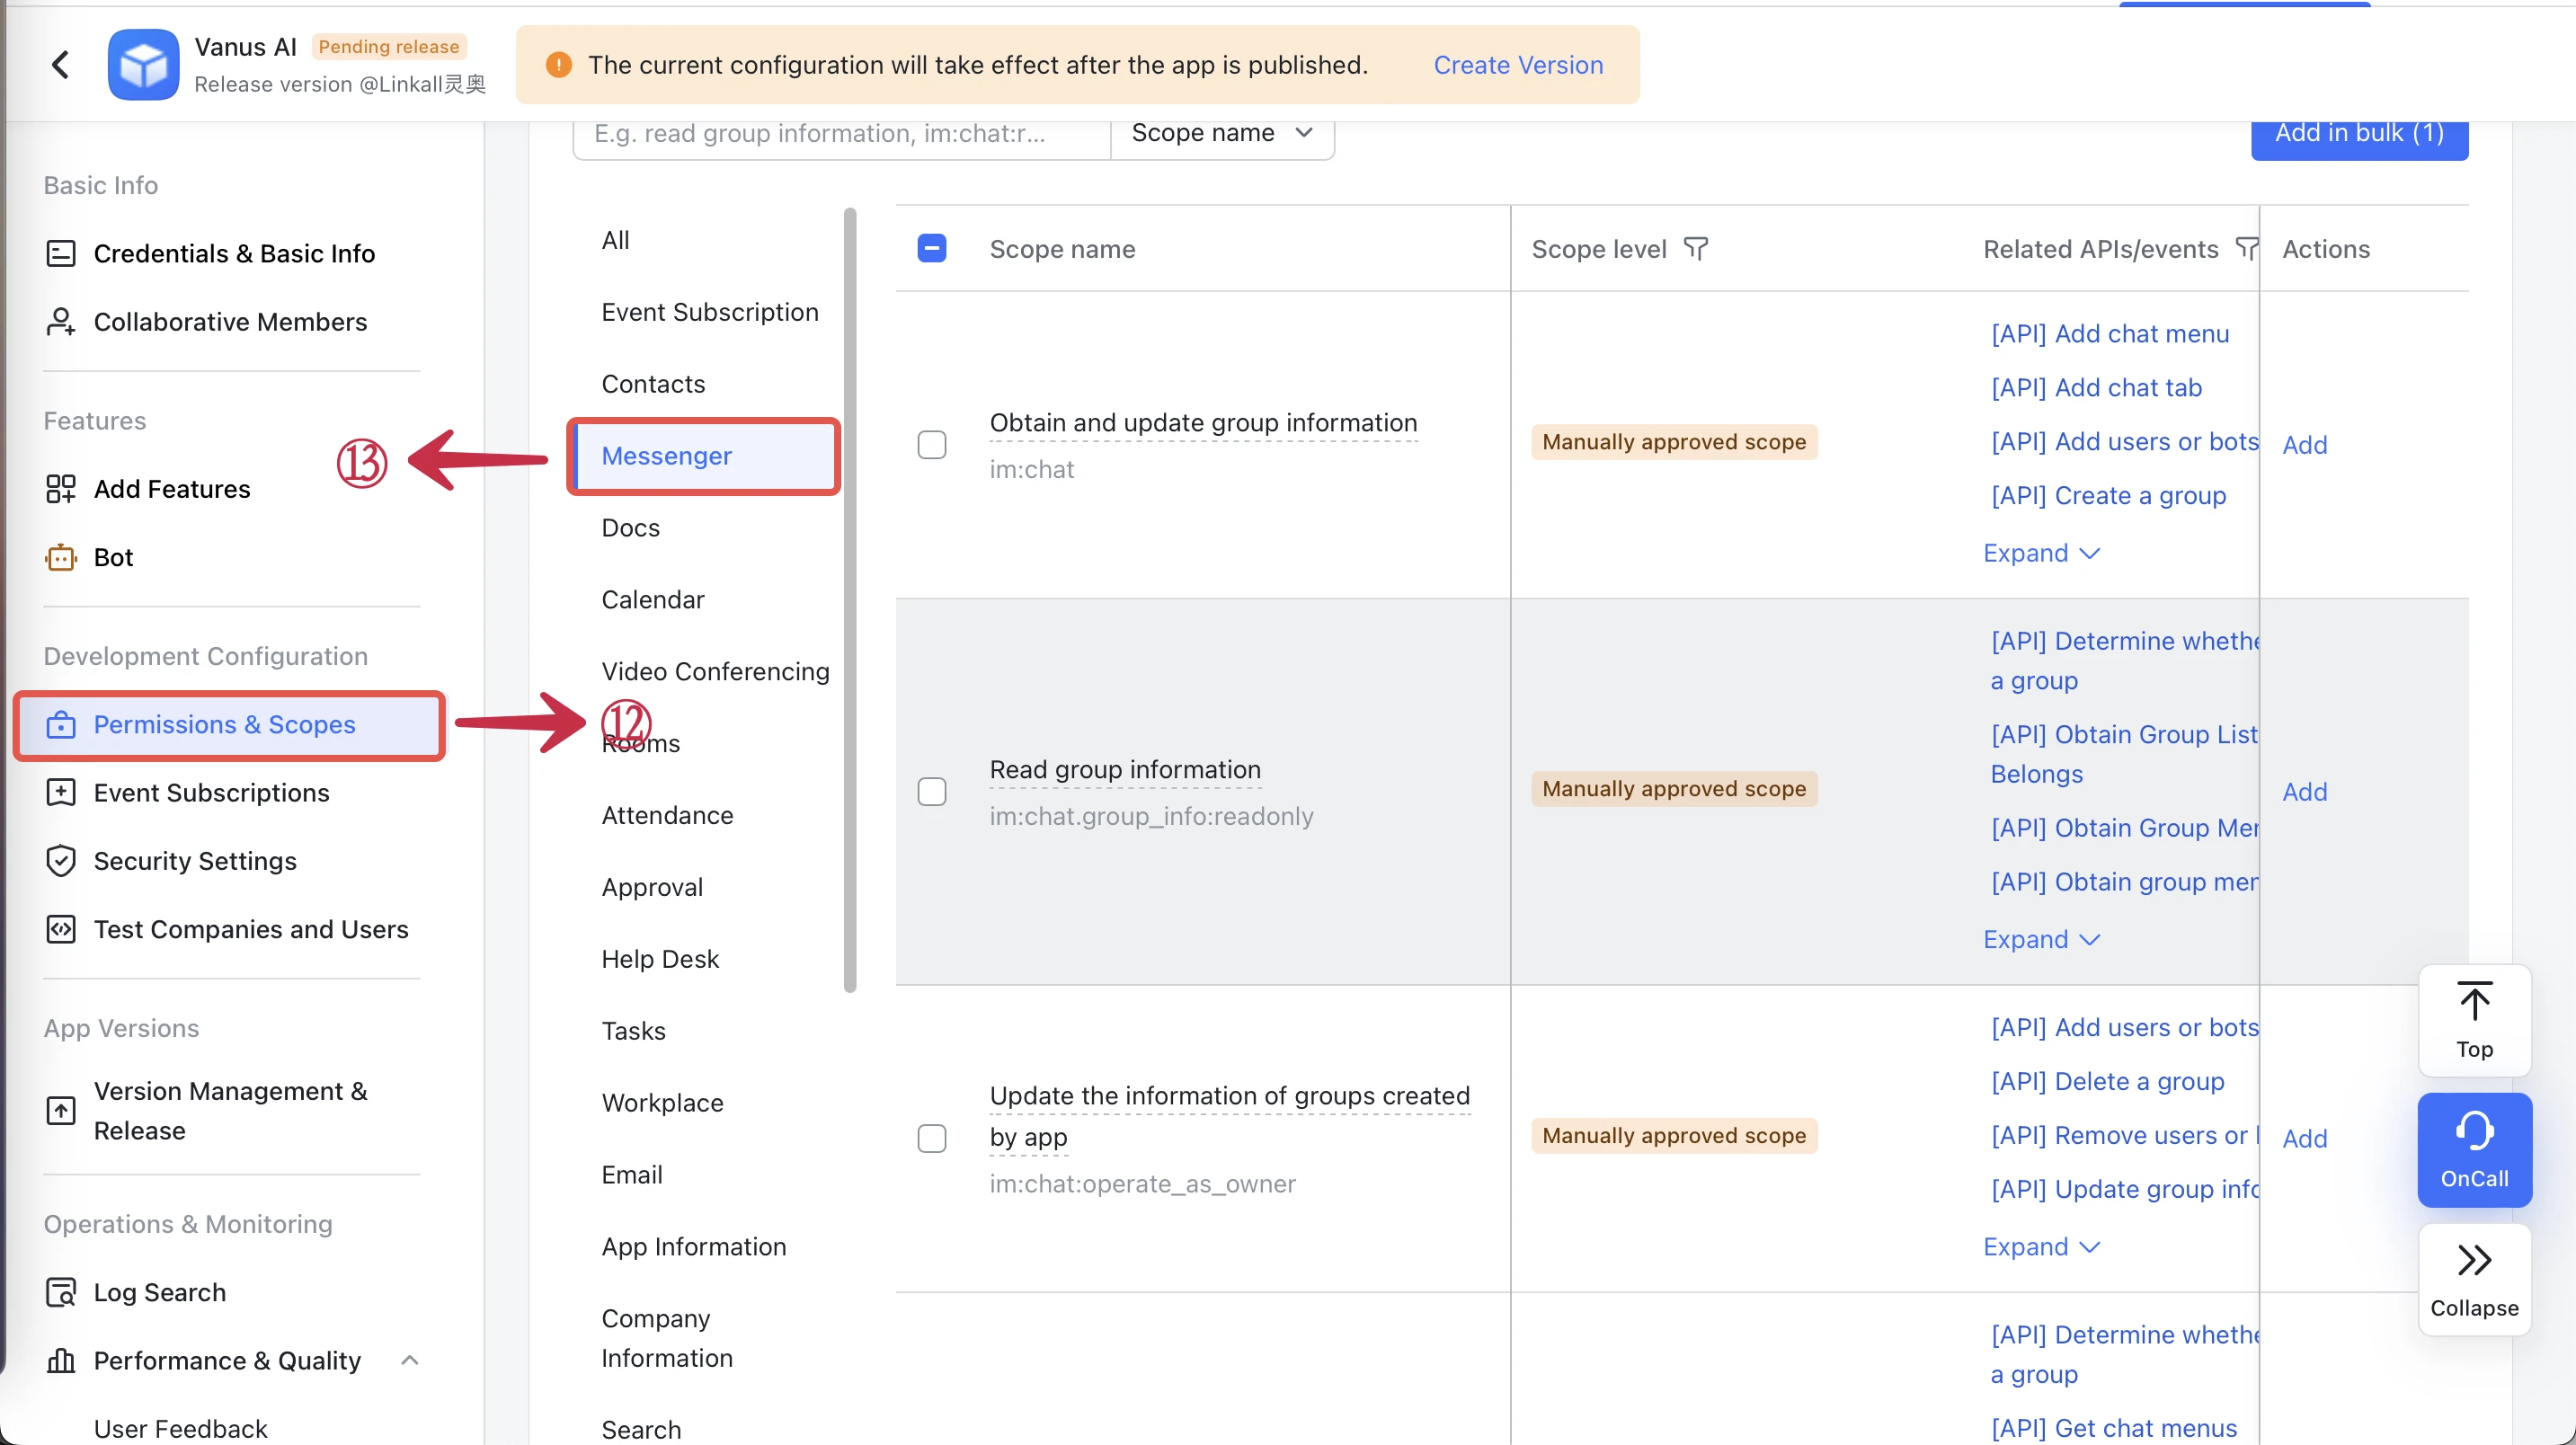 Vanus AI Pending release
Release version @Linkall灵奥
The current configuration will take effect after the app is published. Create Version
E.g. read group information, im:chat:r...
Scope name
Add in bulk (1)
Basic Info
Credentials & Basic Info
Collaborative Members
Features
Add Features
Bot
Development Configuration
Permissions & Scopes
Event Subscriptions
Security Settings
Test Companies and Users
App Versions
Version Management &
Release
Operations & Monitoring
Log Search
Performance & Quality
User Feedback
⑬
⑫
All
Event Subscription
Contacts
Messenger
Docs
Calendar
Video Conferencing
Rooms
Attendance
Approval
Help Desk
Tasks
Workplace
Email
App Information
Company
Information
Search
Scope name Scope level Related APIs/events Actions
Obtain and update group information
im:chat
Manually approved scope
[API] Add chat menu
[API] Add chat tab
[API] Add users or bots
[API] Create a group
Expand
Add
Read group information
im:chat.group_info:readonly
Manually approved scope
[API] Determine whethe
a group
[API] Obtain Group List
Belongs
[API] Obtain Group Mer
[API] Obtain group mer
Expand
Add
Update the information of groups created
by app
im:chat:operate_as_owner
Manually approved scope
[API] Add users or bots
[API] Delete a group
[API] Remove users or
[API] Update group info
Expand
Add
[API] Determine whethe
a group
[API] Get chat menus
Top
OnCall
Collapse